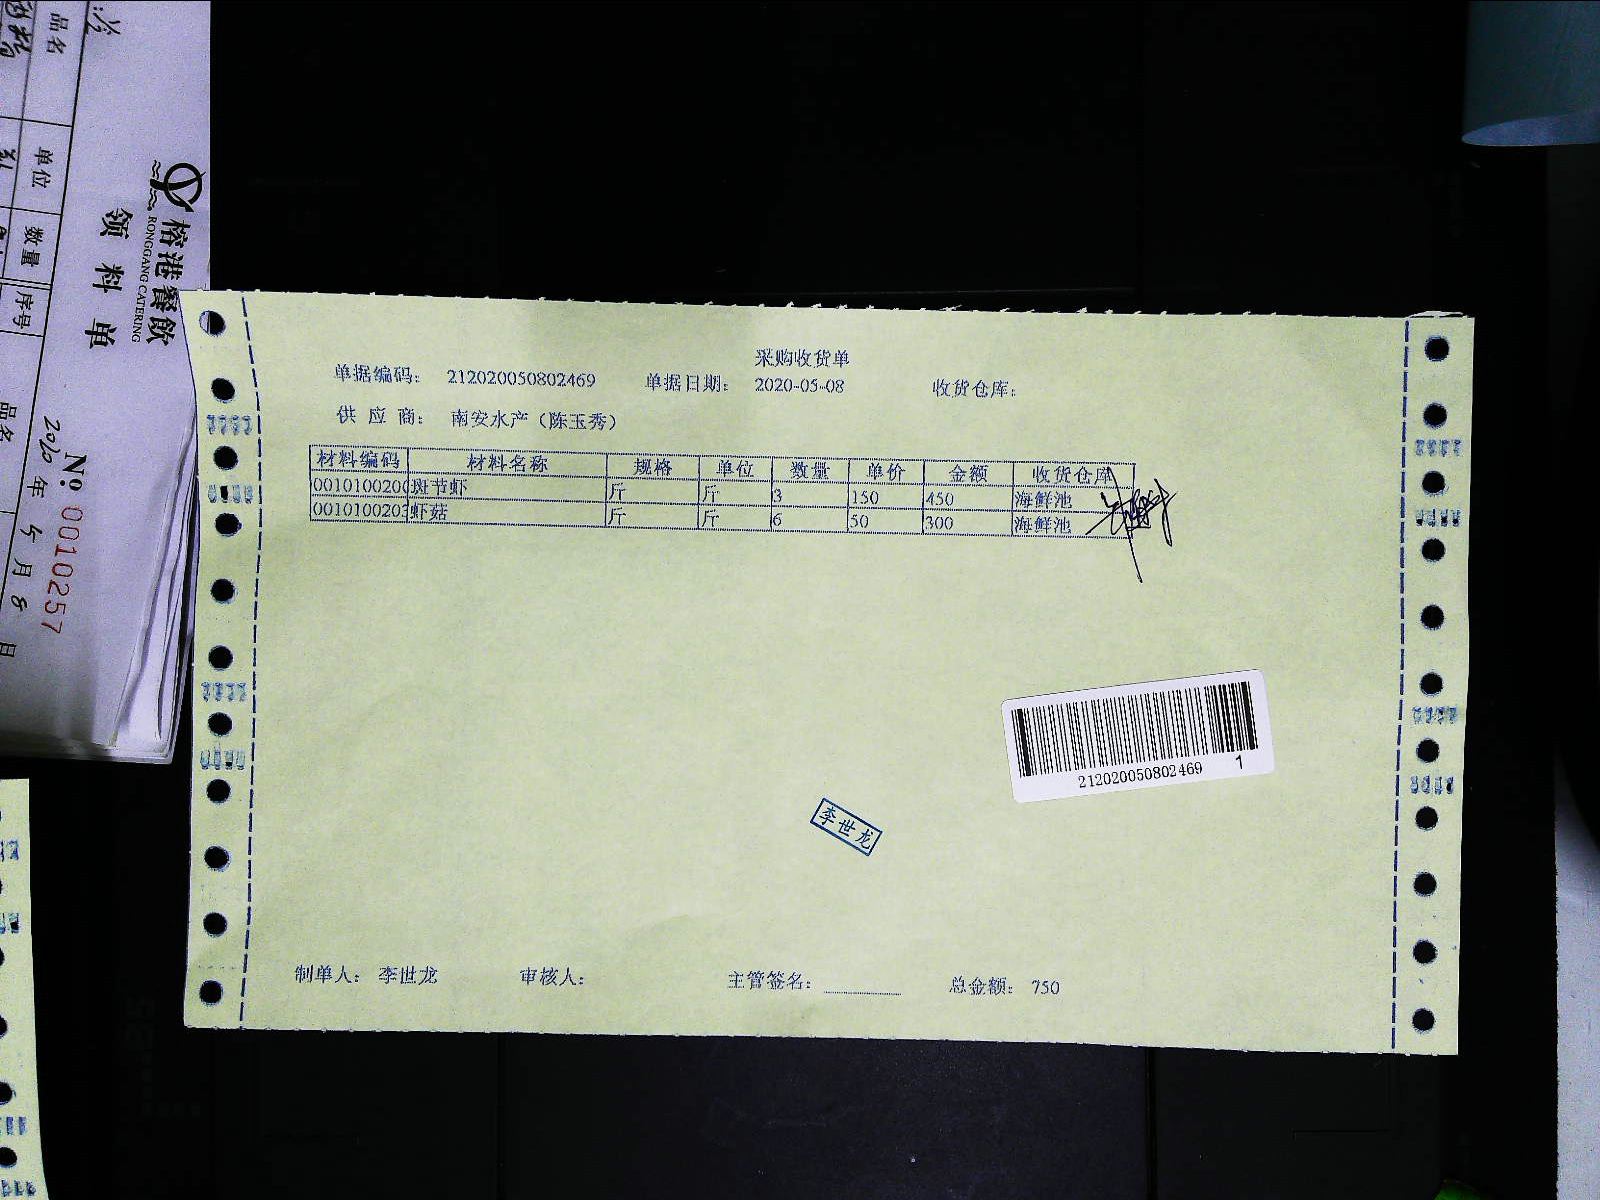 采购收货单
单据编码： 212020050802469 单据日期： 2020-05-08 收货仓库：
供 应 商： 南安水产（陈玉秀）
材料编码 材料名称 规格 单位 数量 单价 金额 收货仓库
0010100200 斑节虾 斤 斤 3 150 450 海鲜池
001010020 虾菇 斤 斤 6 50 300 海鲜池
212020050802469 1
李世龙
制单人： 李世龙 审核人： 主管签名： 总金额： 750
榕港餐飲
RONGGANG CATERING
领 料 单
No: 0010257
2020 年 5 月 8 日
品名 单位 数量 序号 品名